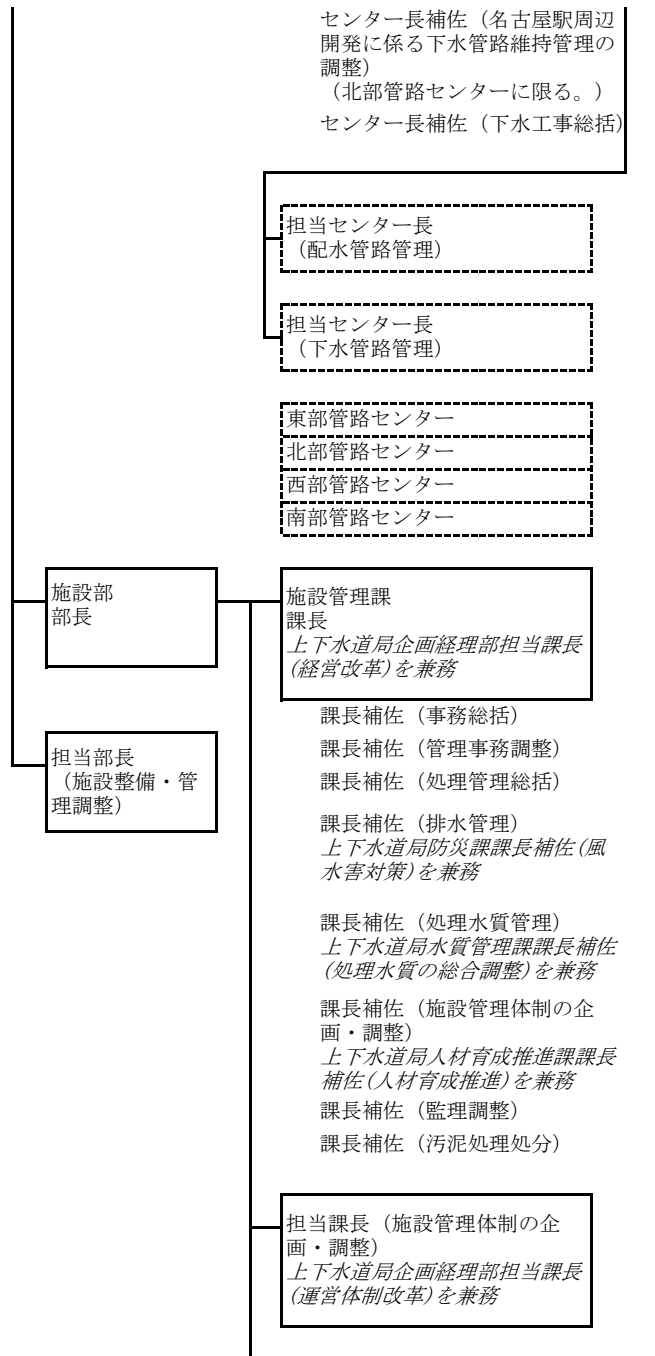 センター長補佐（名古屋駅周辺
開発に係る下水管路維持管理の
調整）
（北部管路センターに限る。）
センター長補佐（下水工事総括）
担当センター長
（配水管路管理）
担当センター長
（下水管路管理）
東部管路センター
北部管路センター
西部管路センター
南部管路センター
施設部
部長
施設管理課
課長
上下水道局企画経理部担当課長
(経営改革)を兼務
課長補佐（事務総括）
課長補佐（管理事務調整）
課長補佐（処理管理総括）
担当部長
（施設整備・管
理調整）
課長補佐（排水管理）
上下水道局防災課課長補佐(風
水害対策)を兼務
課長補佐（処理水質管理）
上下水道局水質管理課課長補佐
(処理水質の総合調整)を兼務
課長補佐（施設管理体制の企
画・調整）
上下水道局人材育成推進課課長
補佐(人材育成推進)を兼務
課長補佐（監理調整）
課長補佐（汚泥処理処分）
担当課長（施設管理体制の企
画・調整）
上下水道局企画経理部担当課長
(運営体制改革)を兼務